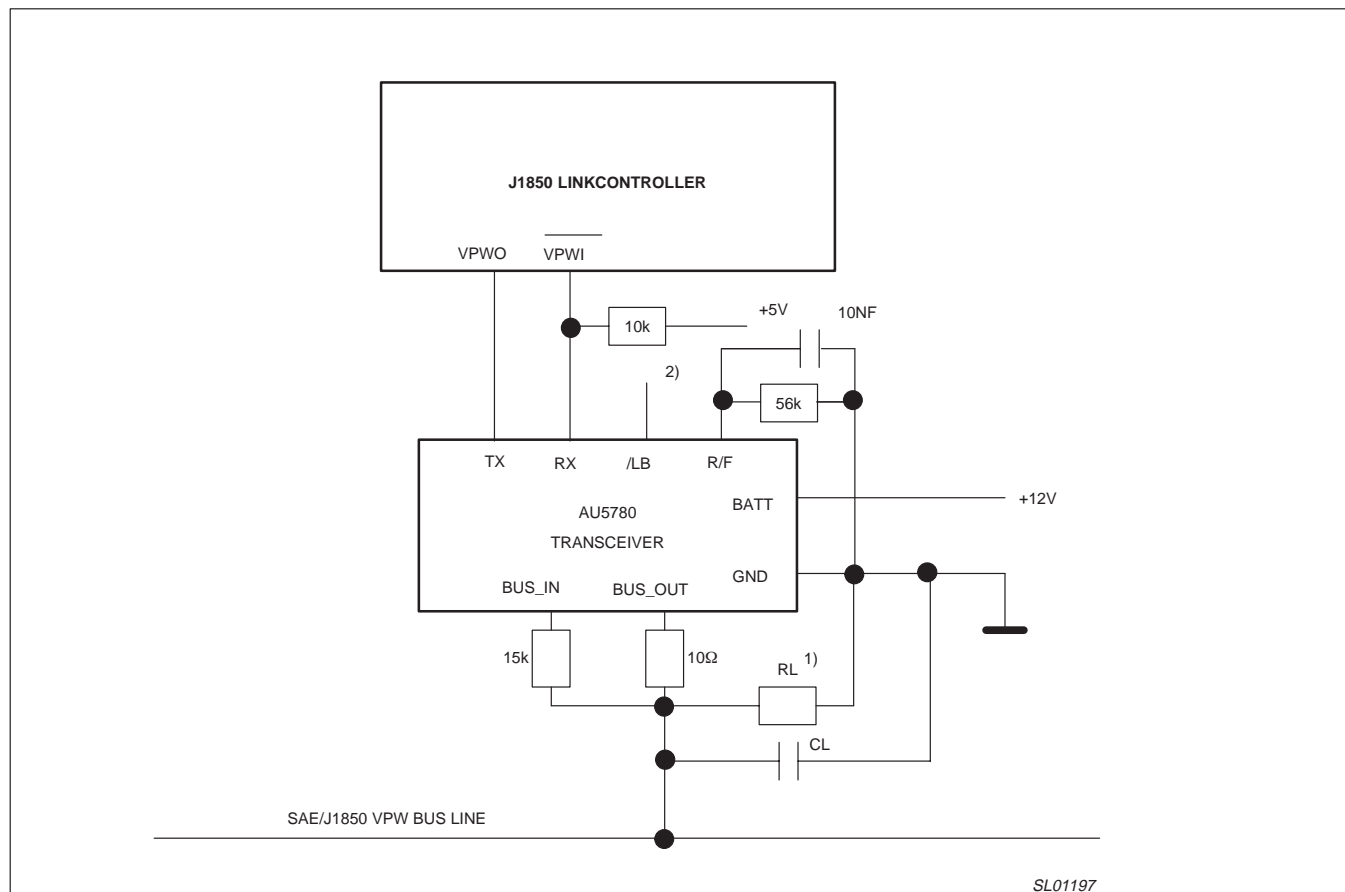 J1850 LINKCONTROLLER
VPWO
VPWI
+5V
10NF
10k
2)
56k
TX
RX
/LB
R/F
BATT
+12V
AU5780
TRANSCEIVER
GND
BUS_IN
BUS_OUT
15k
10Ω
RL 1)
CL
SAE/J1850 VPW BUS LINE
SL01197